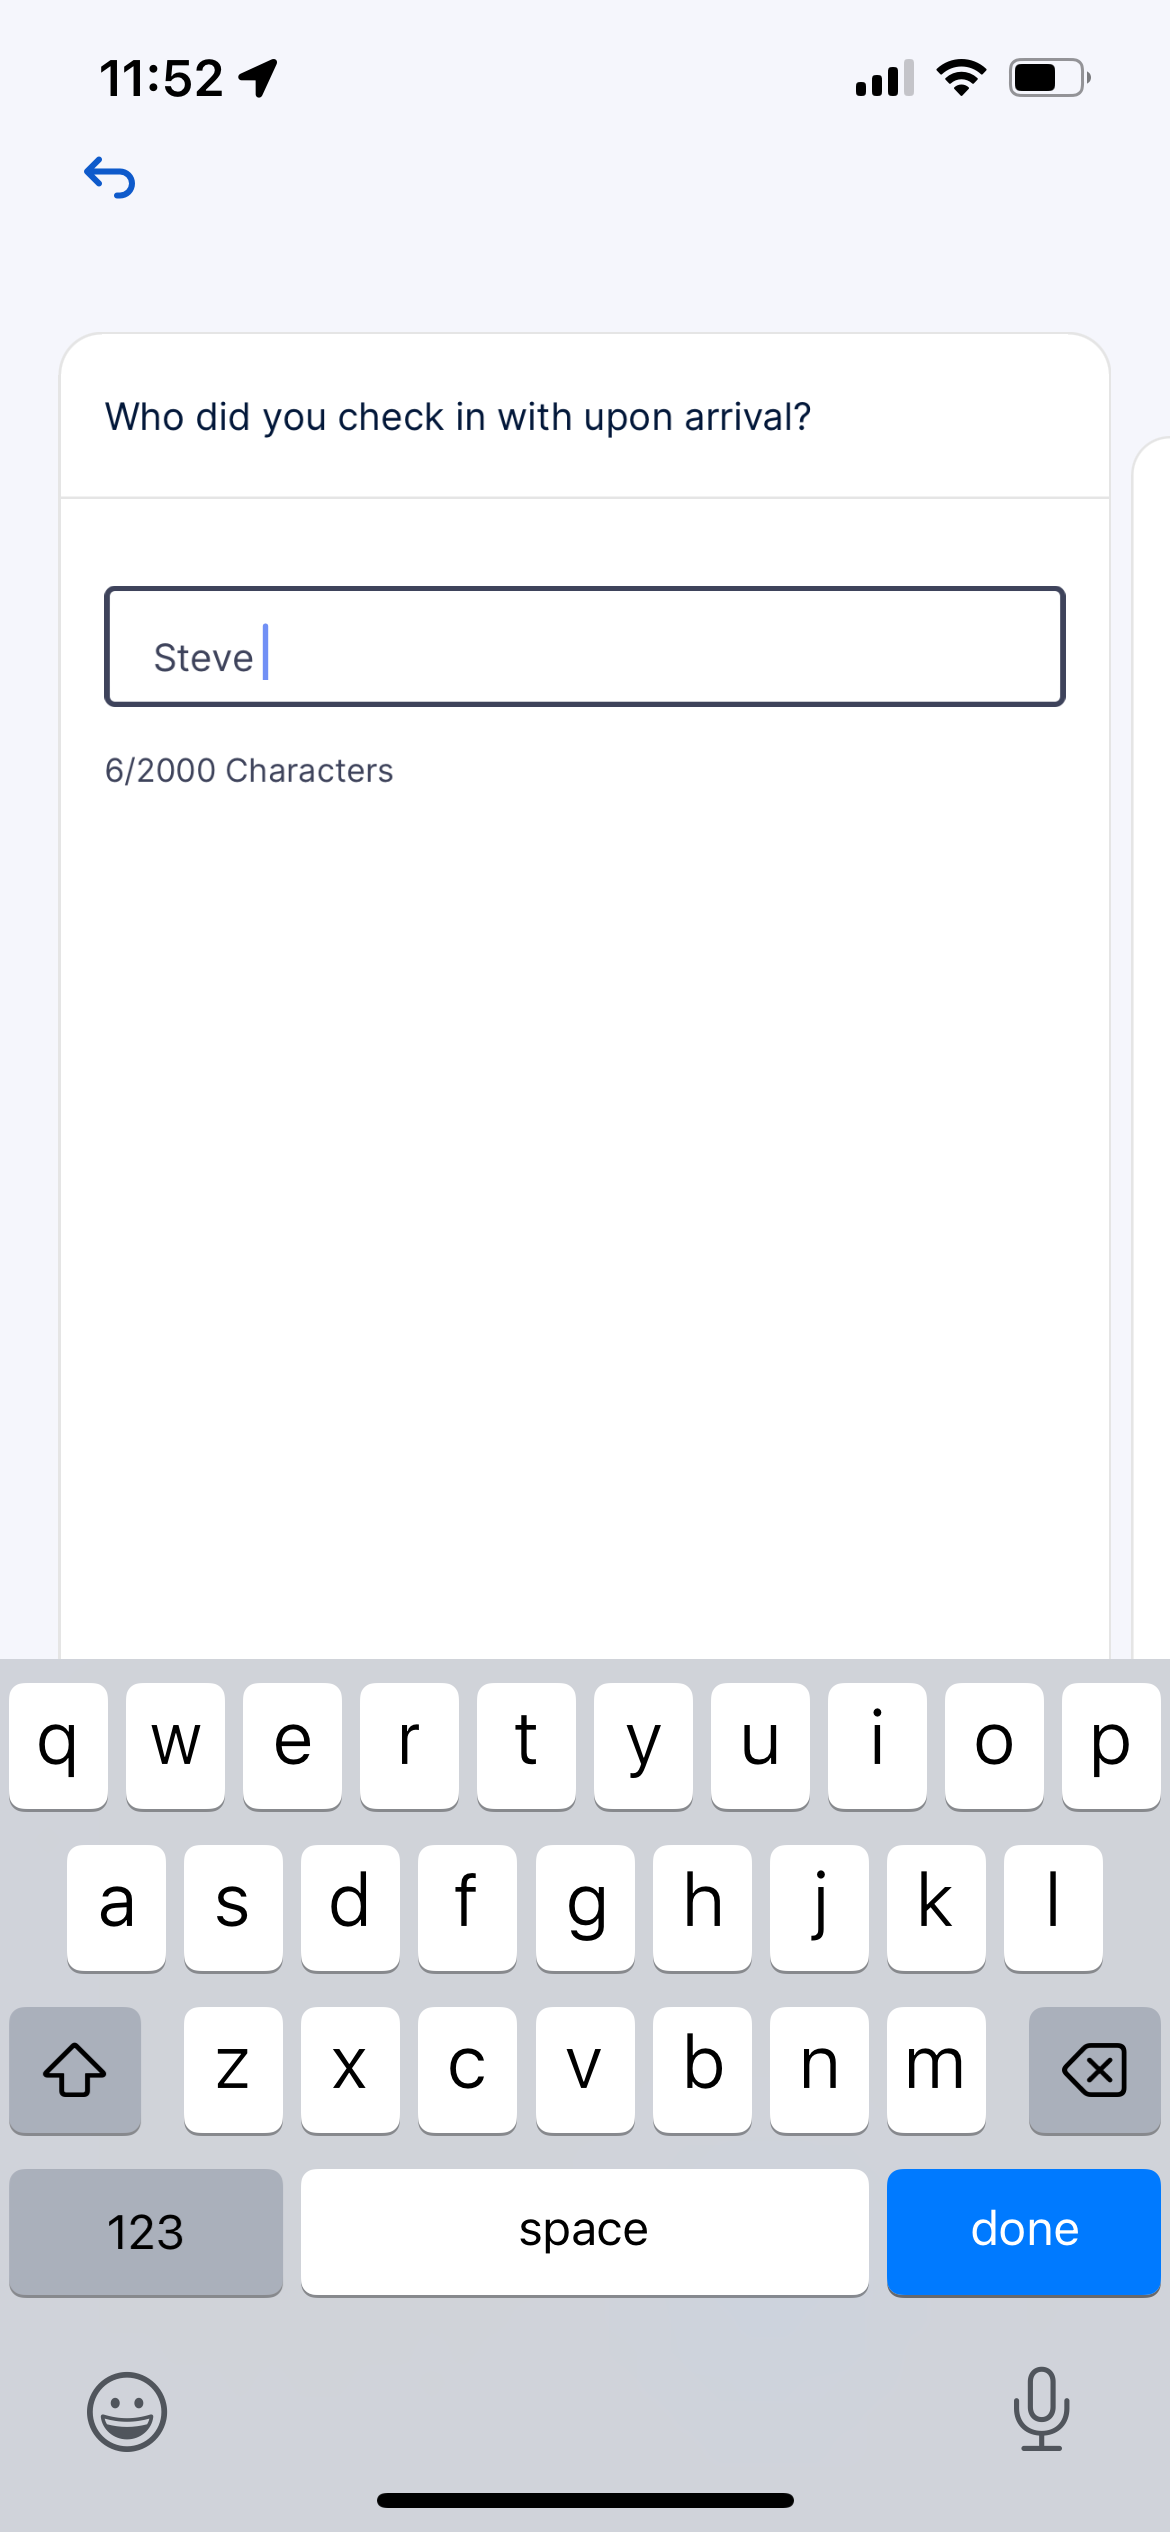 11:52
Who did you check in with upon arrival?
Steve
6/2000 Characters
q w e r t y u i o p
a s d f g h j k l
z x c v b n m
123 space done